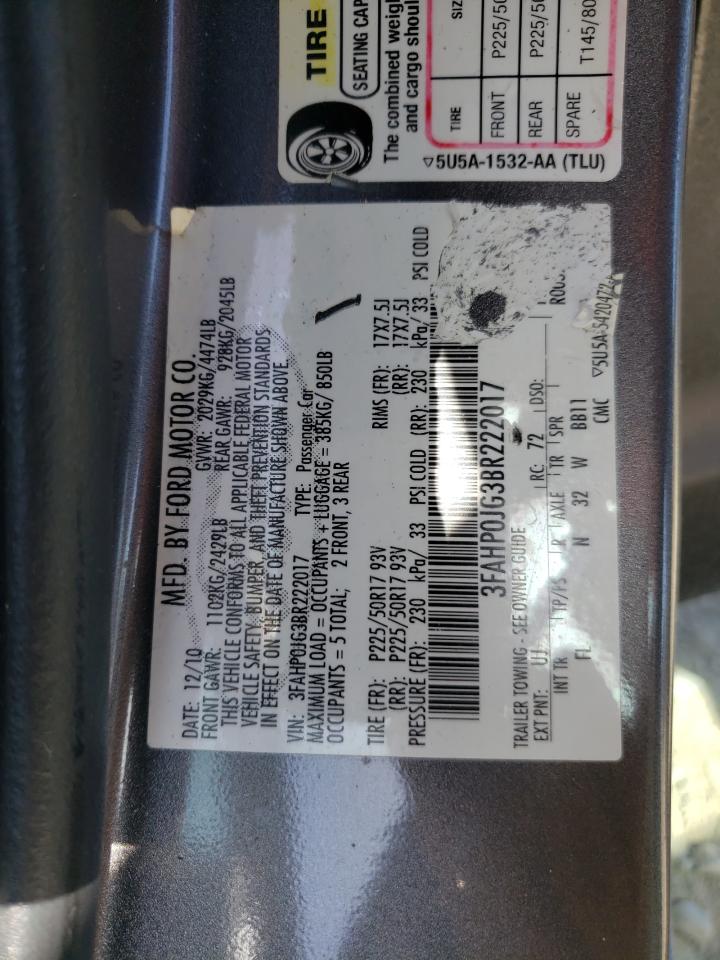 MFD. BY FORD MOTOR CO.
DATE: 12/10 GVWR: 2029KG/4474LB
FRONT GAWR: 1102KG/2429LB REAR GAWR: 928KG/2045LB
THIS VEHICLE CONFORMS TO ALL APPLICABLE FEDERAL MOTOR
VEHICLE SAFETY, BUMPER, AND THEFT PREVENTION STANDARDS
IN EFFECT ON THE DATE OF MANUFACTURE SHOWN ABOVE.
VIN: 3FAHP0JG3BR222017 TYPE: Passenger Car
MAXIMUM LOAD = OCCUPANTS + LUGGAGE = 385KG/ 850LB
OCCUPANTS = 5 TOTAL; 2 FRONT, 3 REAR
TIRE (FR): P225/50R17 93V RIMS (FR): 17X7.5J
(RR): P225/50R17 93V (RR): 17X7.5J
PRESSURE (FR): 230 kPa/ 33 PSI COLD (RR): 230 kPa/ 33 PSI COLD
3FAHP0JG3BR222017
TRAILER TOWING - SEE OWNER GUIDE
EXT PNT: UJ RC: 72 DSO:
INT TR TP/PS R AXLE TR SPR
FL N 32 W BB11
CMC ▽5U5A-S420472
TIRE
SEATING CAP
The combined weigh
and cargo shou
TIRE SIZ
FRONT P225/50
REAR P225/50
SPARE T145/80
▽5U5A-1532-AA (TLU)